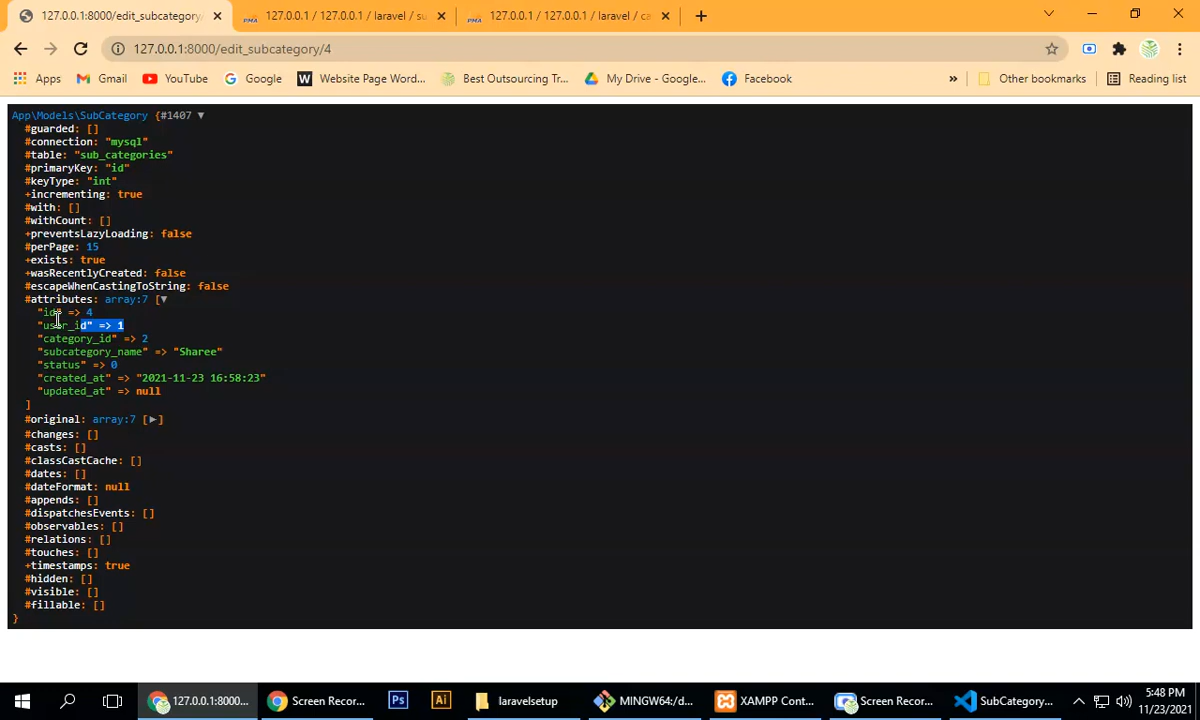 127.0.0.1:8000/edit_subcategory/
127.0.0.1 / 127.0.0.1 / laravel / su
127.0.0.1 / 127.0.0.1 / laravel / ca
127.0.0.1:8000/edit_subcategory/4
Apps
Gmail
YouTube
Google
Website Page Word...
Best Outsourcing Tr...
My Drive - Google...
Facebook
»
Other bookmarks
Reading list
App\Models\SubCategory {#1407 ▼
#guarded: []
#connection: "mysql"
#table: "sub_categories"
#primaryKey: "id"
#keyType: "int"
+incrementing: true
#with: []
#withCount: []
+preventsLazyLoading: false
#perPage: 15
+exists: true
+wasRecentlyCreated: false
#escapeWhenCastingToString: false
#attributes: array:7 [▼
"id" => 4
"user_id" => 1
"category_id" => 2
"subcategory_name" => "Sharee"
"status" => 0
"created_at" => "2021-11-23 16:58:23"
"updated_at" => null
]
#original: array:7 [▶]
#changes: []
#casts: []
#classCastCache: []
#dates: []
#dateFormat: null
#appends: []
#dispatchesEvents: []
#observables: []
#relations: []
#touches: []
+timestamps: true
#hidden: []
#visible: []
#fillable: []
}
127.0.0.1:8000...
Screen Recor...
Ps
Ai
laravelsetup
MINGW64:/d...
XAMPP Cont...
Screen Recor...
SubCategory...
5:48 PM
11/23/2021